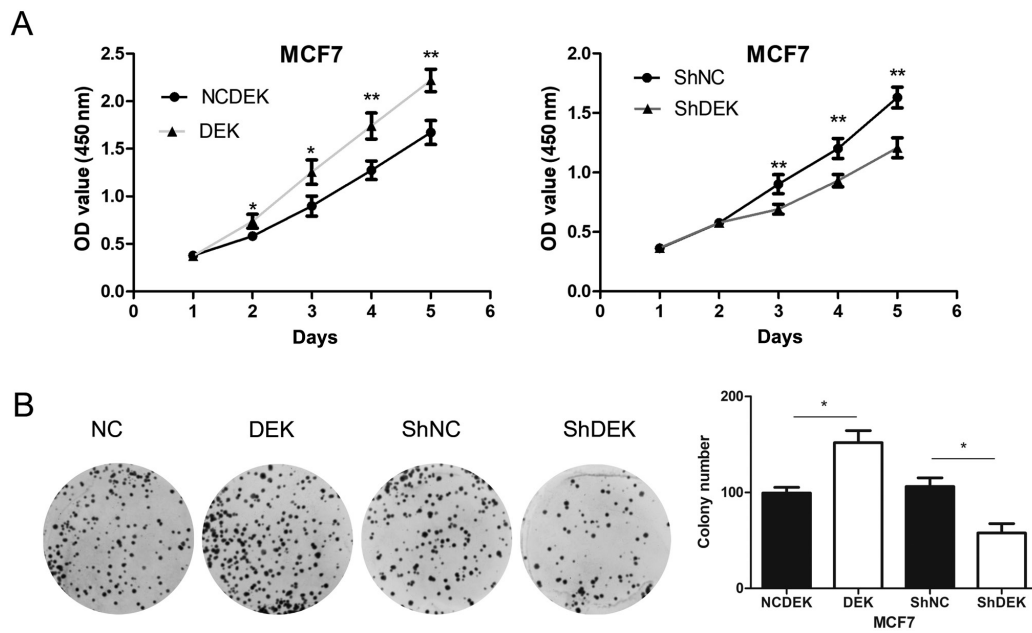 A
MCF7
NCDEK
DEK
OD value (450 nm)
2.5
2.0
1.5
1.0
0.5
0.0
*
*
**
**
0 1 2 3 4 5 6
Days
MCF7
ShNC
ShDEK
OD value (450 nm)
1.5
1.0
0.5
0.0
**
**
**
0 1 2 3 4 5 6
Days
B
NC DEK ShNC ShDEK
Colony number
200
100
0
*
*
NCDEK DEK ShNC ShDEK
MCF7